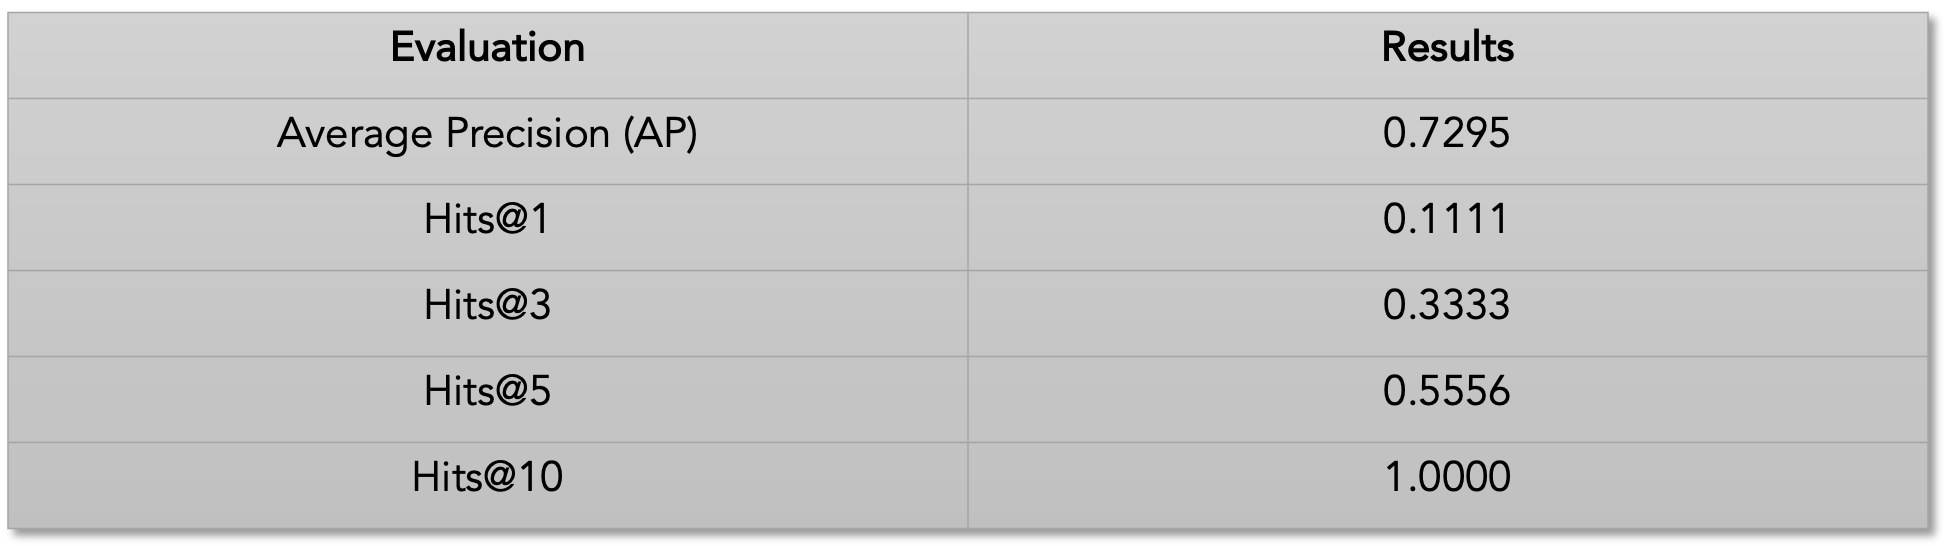 Evaluation Results
Average Precision (AP) 0.7295
Hits@1 0.1111
Hits@3 0.3333
Hits@5 0.5556
Hits@10 1.0000